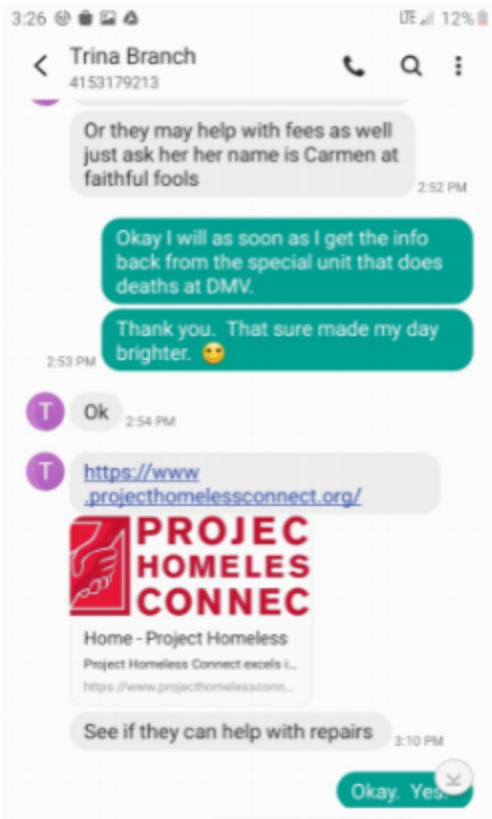 3:26 LTE 12%
Trina Branch
4153179213
Or they may help with fees as well
just ask her her name is Carmen at
faithful fools
2:52 PM
Okay I will as soon as I get the info
back from the special unit that does
deaths at DMV.
Thank you. That sure made my day
brighter. 🙂
2:53 PM
T
Ok
2:54 PM
T
https://www
.projecthomelessconnect.org/
PROJEC
HOMELES
CONNEC
Home - Project Homeless
Project Homeless Connect excels i...
https://www.projecthomelessconn...
See if they can help with repairs
3:10 PM
Okay. Yes